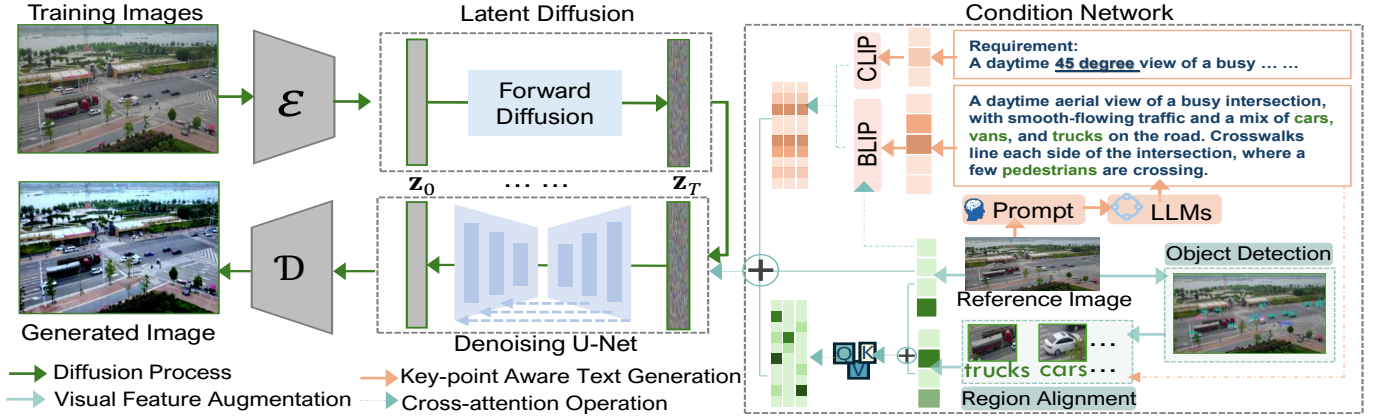 Training Images
Latent Diffusion
Condition Network
ε
Forward
Diffusion
CLIP
Requirement:
A daytime 45 degree view of a busy ... ...
BLIP
A daytime aerial view of a busy intersection,
with smooth-flowing traffic and a mix of cars,
vans, and trucks on the road. Crosswalks
line each side of the intersection, where a
few pedestrians are crossing.
z0
... ...
zT
Prompt
LLMs
D
Object Detection
Reference Image
Generated Image
Denoising U-Net
Q
K
V
trucks
cars
...
...
Region Alignment
Diffusion Process
Key-point Aware Text Generation
Visual Feature Augmentation
Cross-attention Operation